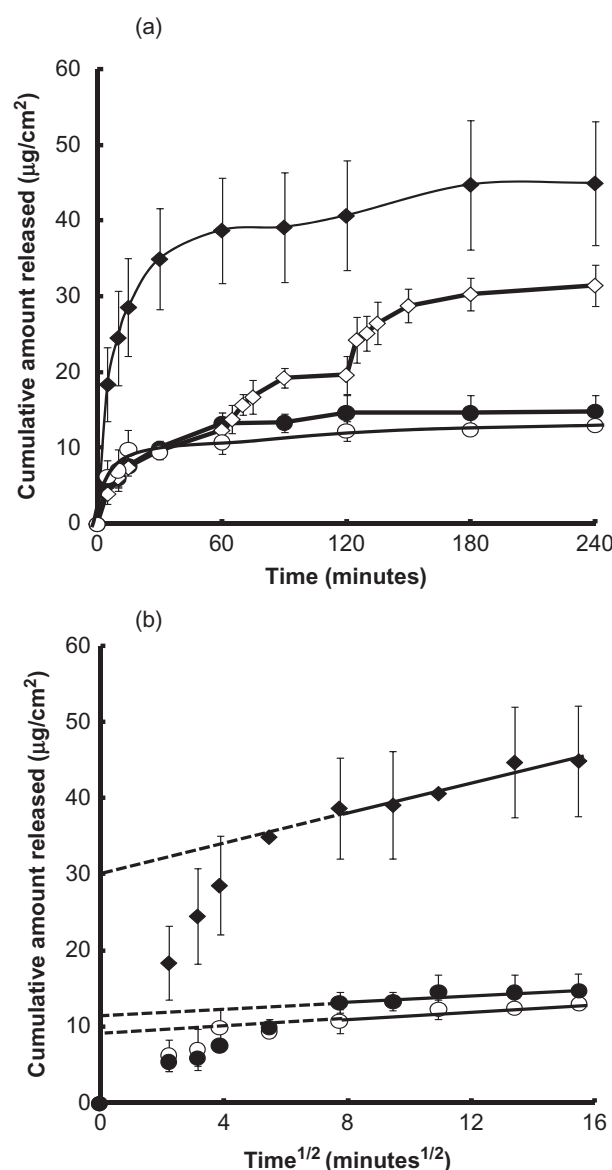 (a)
60
50
40
30
20
10
0
Cumulative amount released (µg/cm²)
0 60 120 180 240
Time (minutes)
(b)
60
50
40
30
20
10
0
Cumulative amount released (µg/cm²)
0 4 8 12 16
Time¹/² (minutes¹/²)